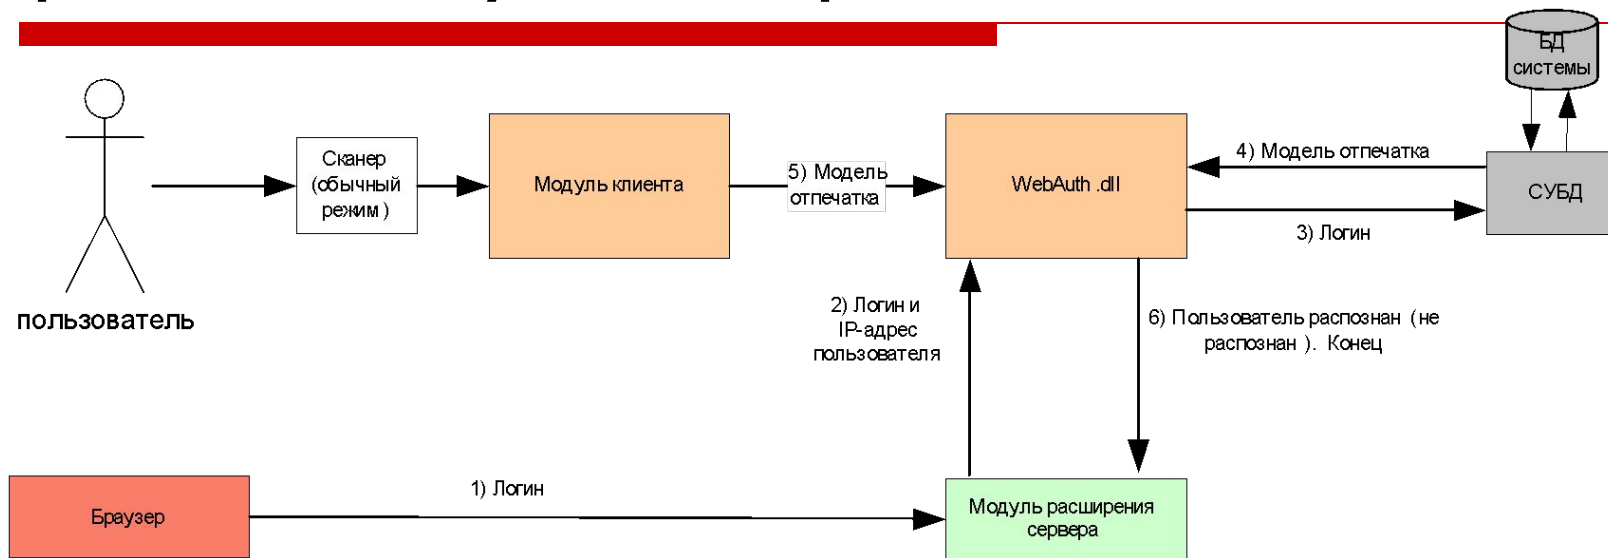 БД
системы
Сканер
(обычный
режим )
Модуль клиента
5) Модель
отпечатка
WebAuth .dll
4) Модель отпечатка
СУБД
3) Логин
пользователь
2) Логин и
IP-адрес
пользователя
6) Пользователь распознан (не
распознан ). Конец
1) Логин
Браузер
Модуль расширения
сервера